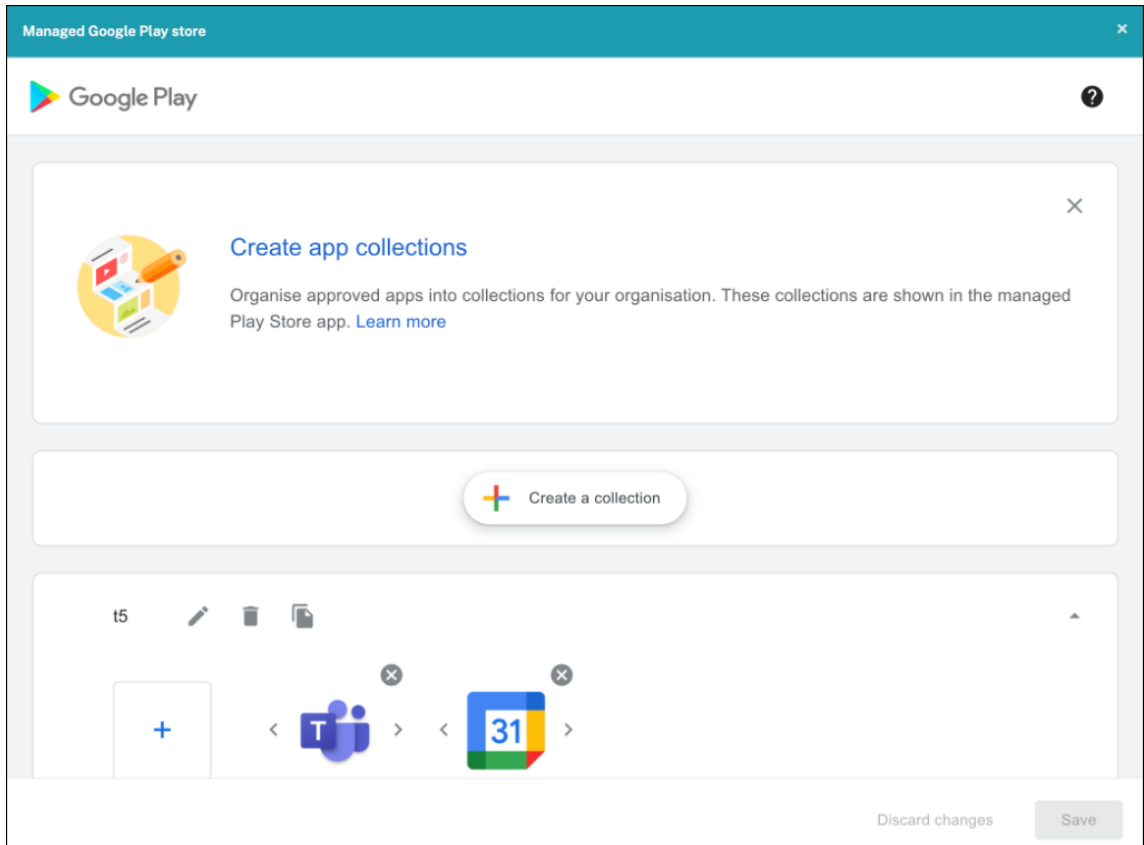 Managed Google Play store
Google Play
Create app collections
Organise approved apps into collections for your organisation. These collections are shown in the managed
Play Store app. Learn more
Create a collection
t5
T
31
Discard changes
Save